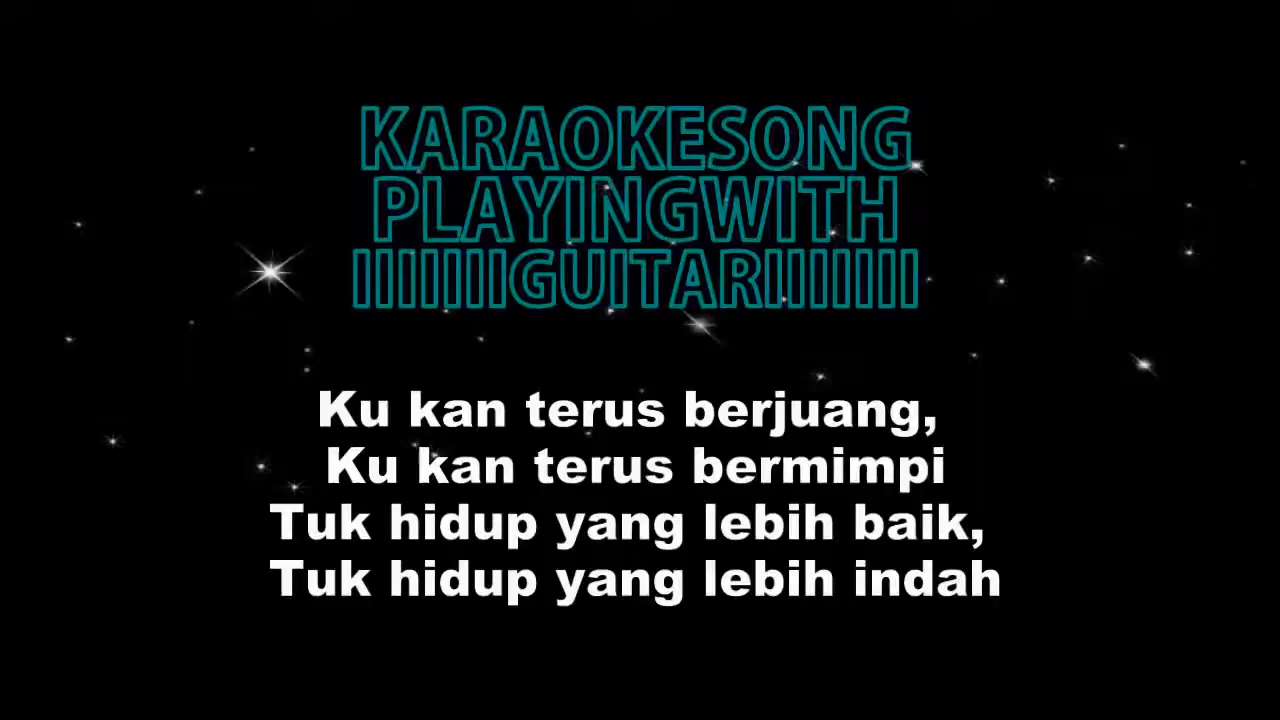 KARAOKESONG
PLAYINGWITH
IIIIIIIGUITARIIIIIII
Ku kan terus berjuang,
Ku kan terus bermimpi
Tuk hidup yang lebih baik,
Tuk hidup yang lebih indah